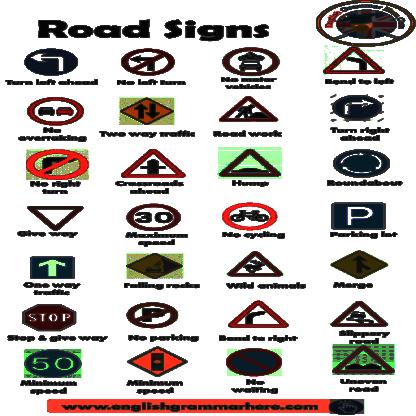 Road Signs
Turn left ahead
No left turn
No motor
vehicles
Bend to left
No
overtaking
Two way traffic
Road work
Turn right
ahead
No right
turn
Crossroads
ahead
Hump
Roundabout
Give way
30
Maximum
speed
No cycling
P
Parking lot
One way
traffic
Falling rocks
Wild animals
Merge
STOP
Stop & give way
No parking
Bend to right
Slippery
road
50
Minimum
speed
Minimum
speed
No
waiting
Uneven
road
www.englishgrammarhere.com